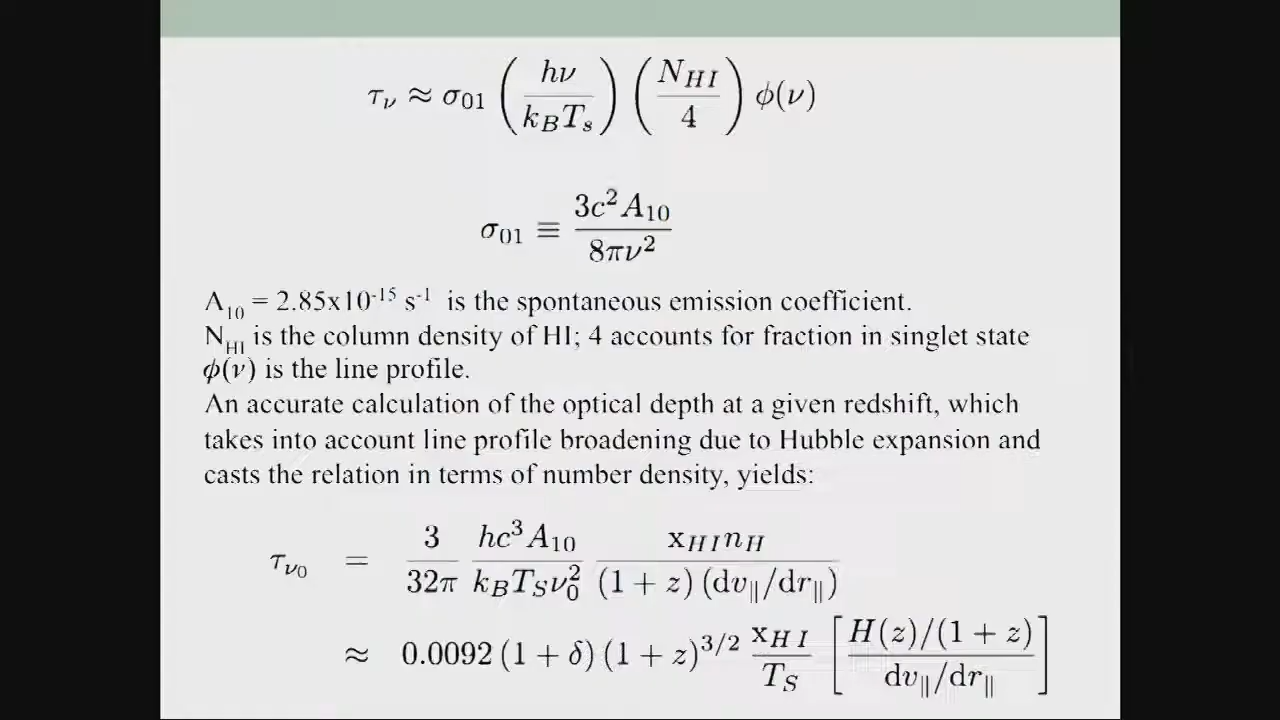 τ_ν ≈ σ_01 (hν / k_B T_s) (N_HI / 4) ϕ(ν)
σ_01 ≡ 3c² A_10 / 8πν²
A_10 = 2.85x10^-15 s^-1 is the spontaneous emission coefficient.
N_HI is the column density of HI; 4 accounts for fraction in singlet state
ϕ(ν) is the line profile.
An accurate calculation of the optical depth at a given redshift, which
takes into account line profile broadening due to Hubble expansion and
casts the relation in terms of number density, yields:
τ_ν0 = 3 / 32π hc³ A_10 / k_B T_S ν_0² x_HI n_H / (1 + z) (dv_∥/dr_∥)
≈ 0.0092 (1 + δ) (1 + z)^3/2 x_HI / T_S [H(z)/(1 + z) / dv_∥/dr_∥]